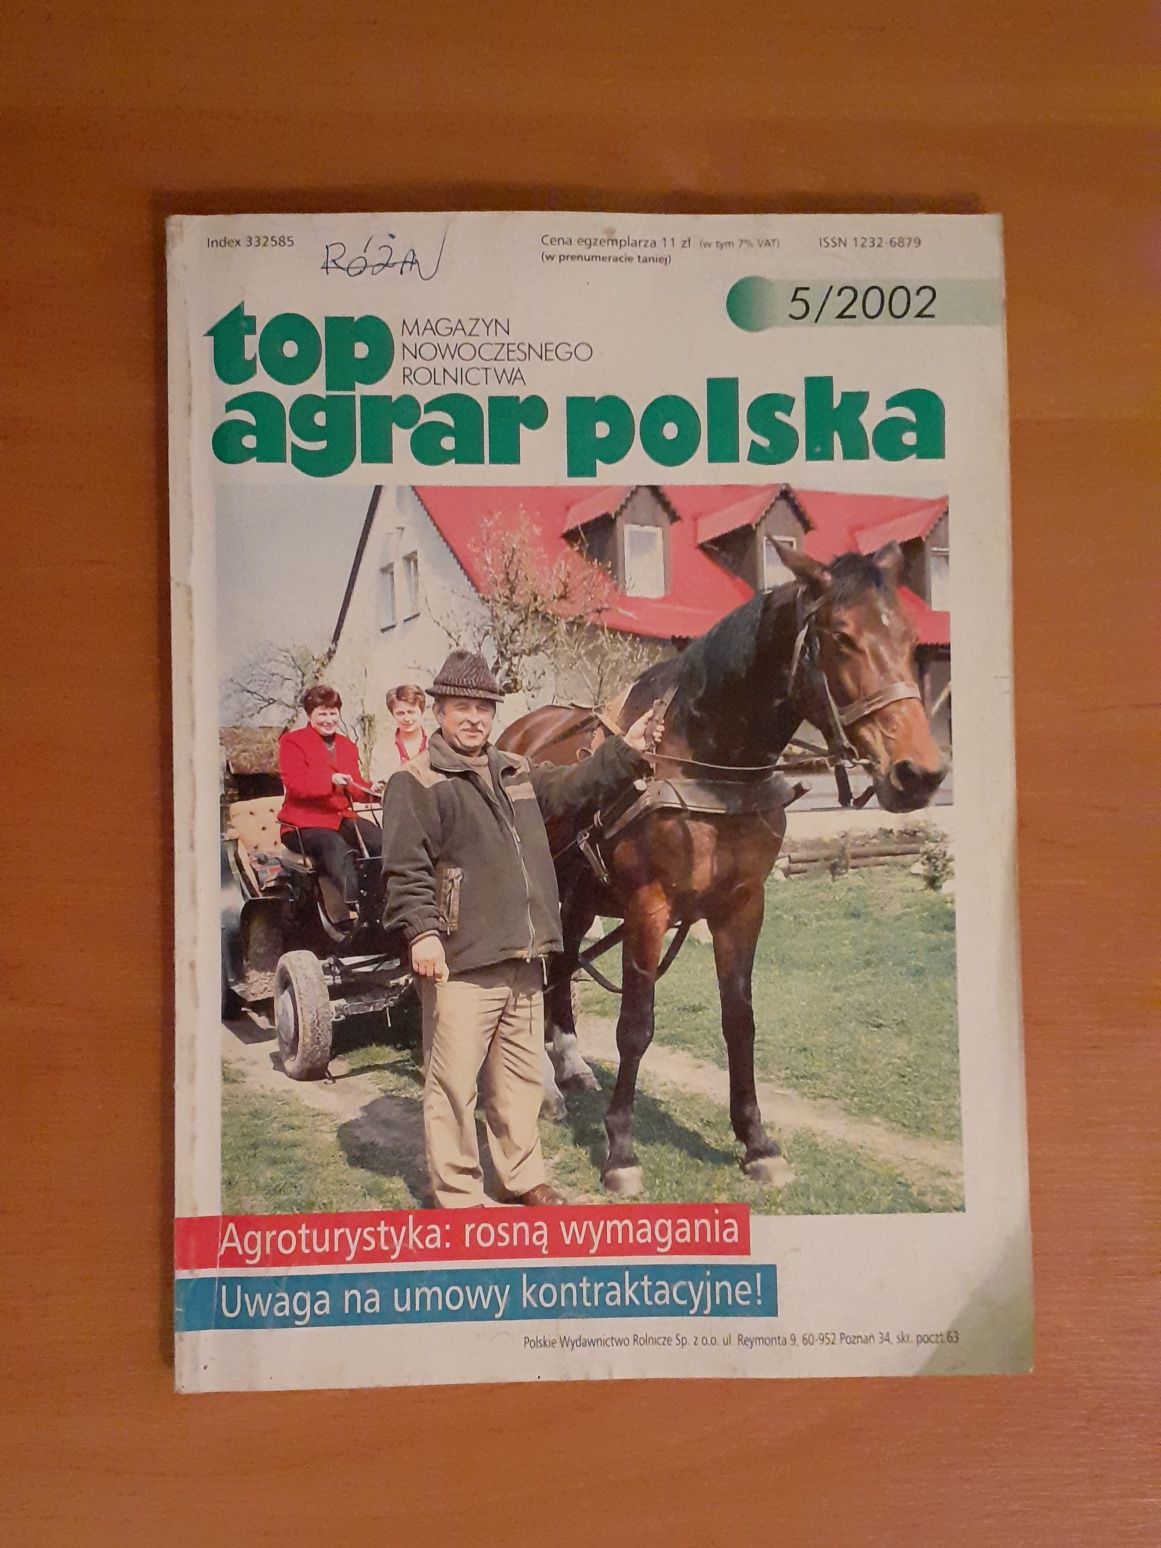 Index 332585
RÓŻAN
Cena egzemplarza 11 zł (w tym 7% VAT)
(w prenumeracie taniej)
ISSN 1232-6879
5/2002
top
MAGAZYN
NOWOCZESNEGO
ROLNICTWA
agrar polska
Agroturystyka: rosną wymagania
Uwaga na umowy kontraktacyjne!
Polskie Wydawnictwo Rolnicze Sp. z o.o. ul. Reymonta 9, 60-952 Poznań 34, skr. poczt.63